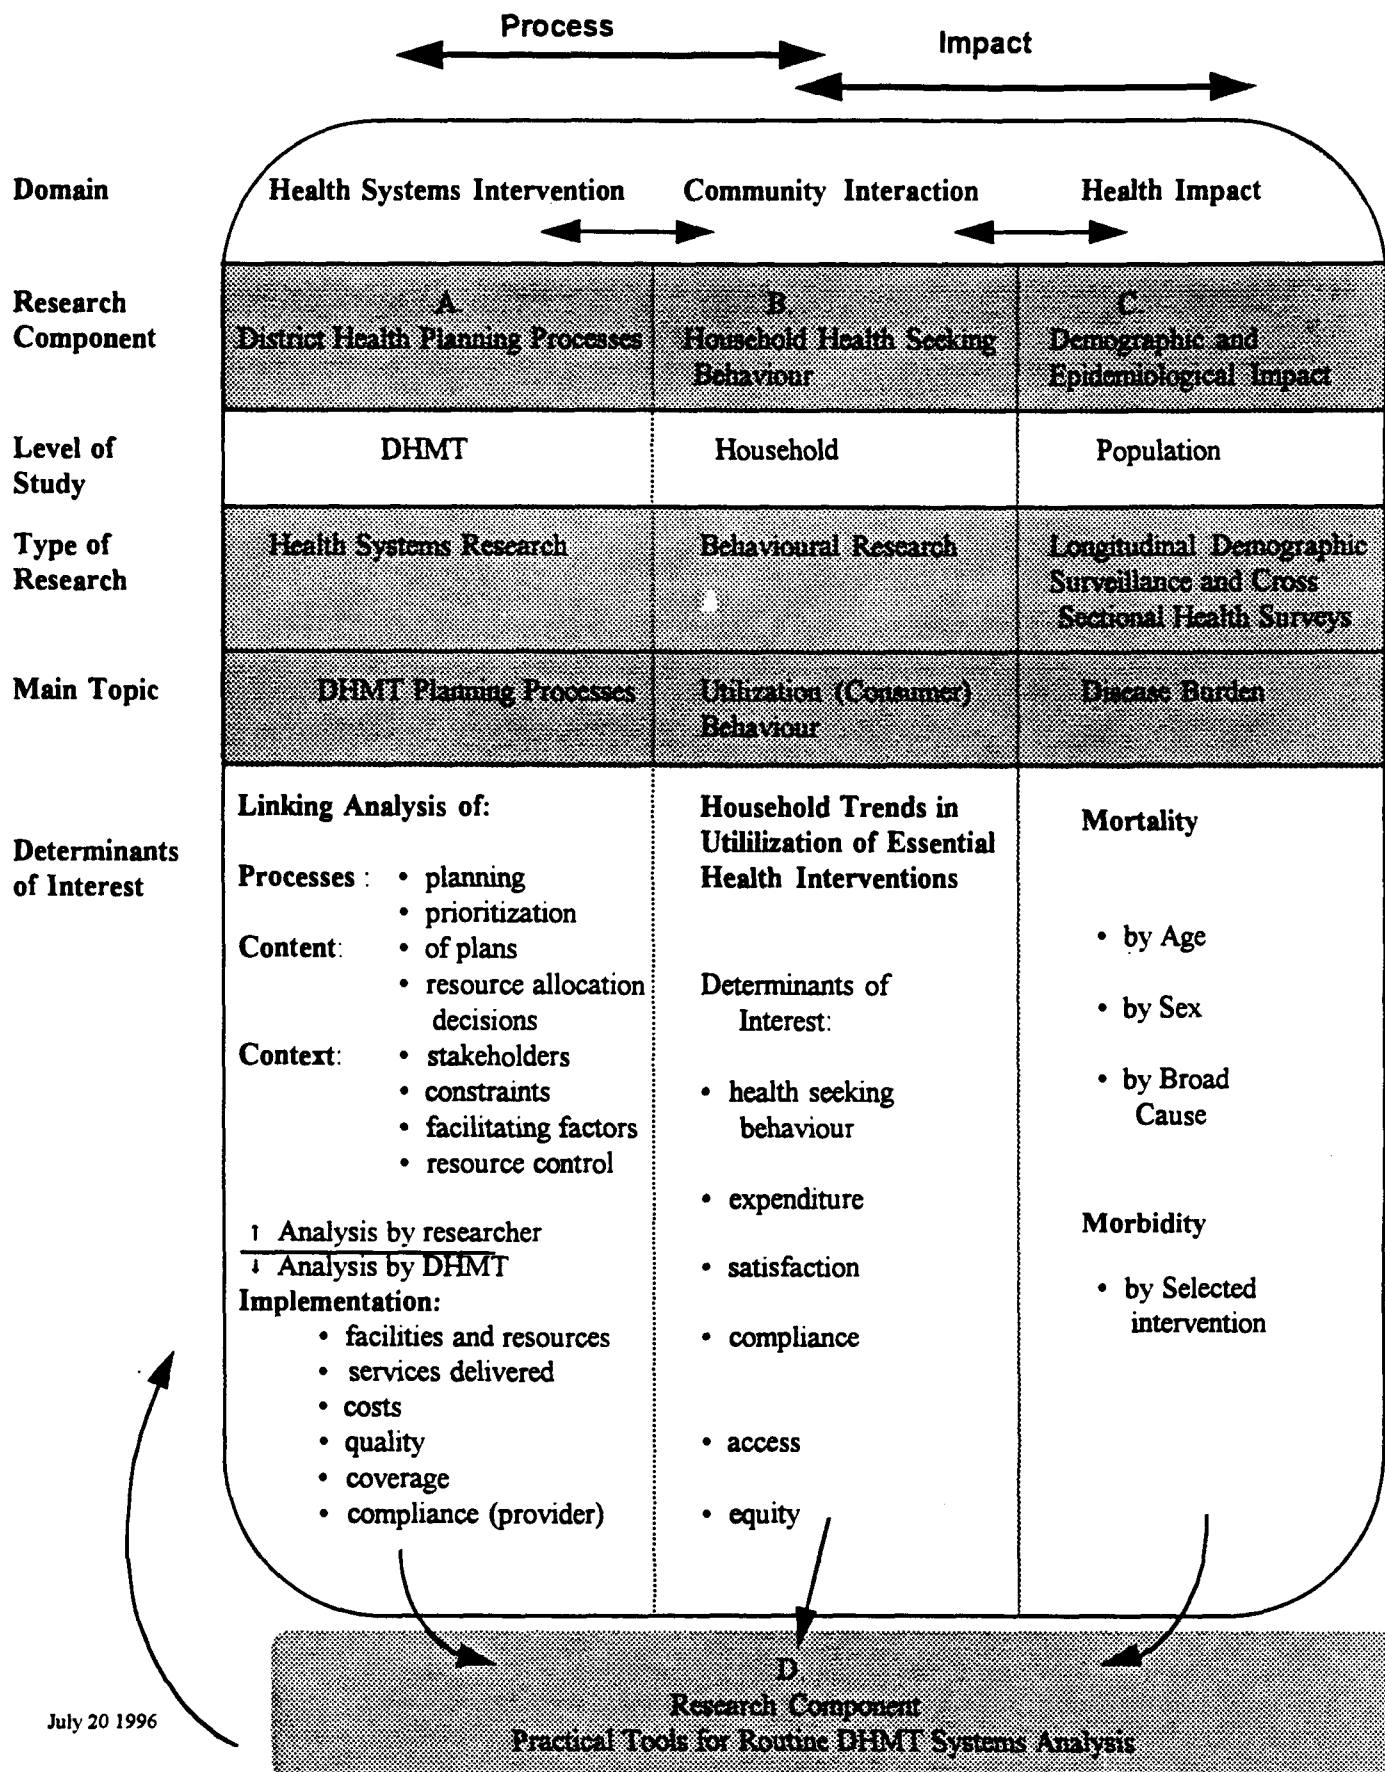 Process
Impact
Domain
Health Systems Intervention
Community Interaction
Health Impact
Research
Component
A.
District Health Planning Processes
B.
Household Health Seeking
Behaviour
C.
Demographic and
Epidemiological Impact
Level of
Study
DHMT
Household
Population
Type of
Research
Health Systems Research
Behavioural Research
Longitudinal Demographic
Surveillance and Cross
Sectional Health Surveys
Main Topic
DHMT Planning Processes
Utilization (Consumer)
Behaviour
Disease Burden
Determinants
of Interest
Linking Analysis of:
Processes : • planning
• prioritization
Content: • of plans
• resource allocation
decisions
Context: • stakeholders
• constraints
• facilitating factors
• resource control
↑ Analysis by researcher
↓ Analysis by DHMT
Implementation:
• facilities and resources
• services delivered
• costs
• quality
• coverage
• compliance (provider)
Household Trends in
Utililization of Essential
Health Interventions
Determinants of
Interest:
• health seeking
behaviour
• expenditure
• satisfaction
• compliance
• access
• equity
Mortality
• by Age
• by Sex
• by Broad
Cause
Morbidity
• by Selected
intervention
D.
Research Component
Practical Tools for Routine DHMT Systems Analysis
July 20 1996